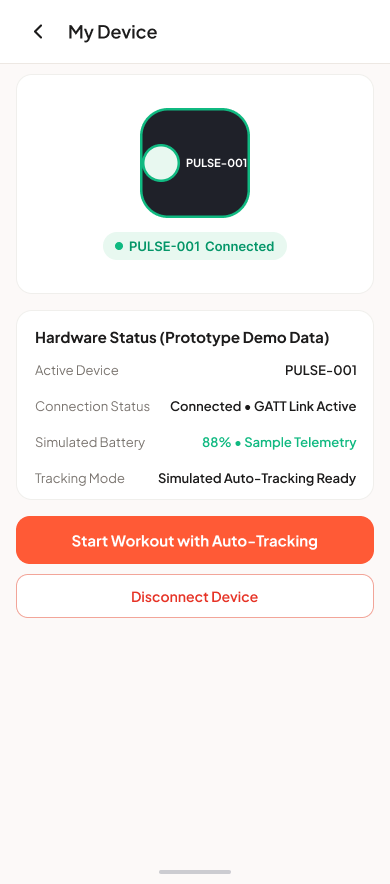 My Device
PULSE-001
PULSE-001 Connected
Hardware Status (Prototype Demo Data)
Active Device PULSE-001
Connection Status Connected • GATT Link Active
Simulated Battery 88% • Sample Telemetry
Tracking Mode Simulated Auto-Tracking Ready
Start Workout with Auto-Tracking
Disconnect Device